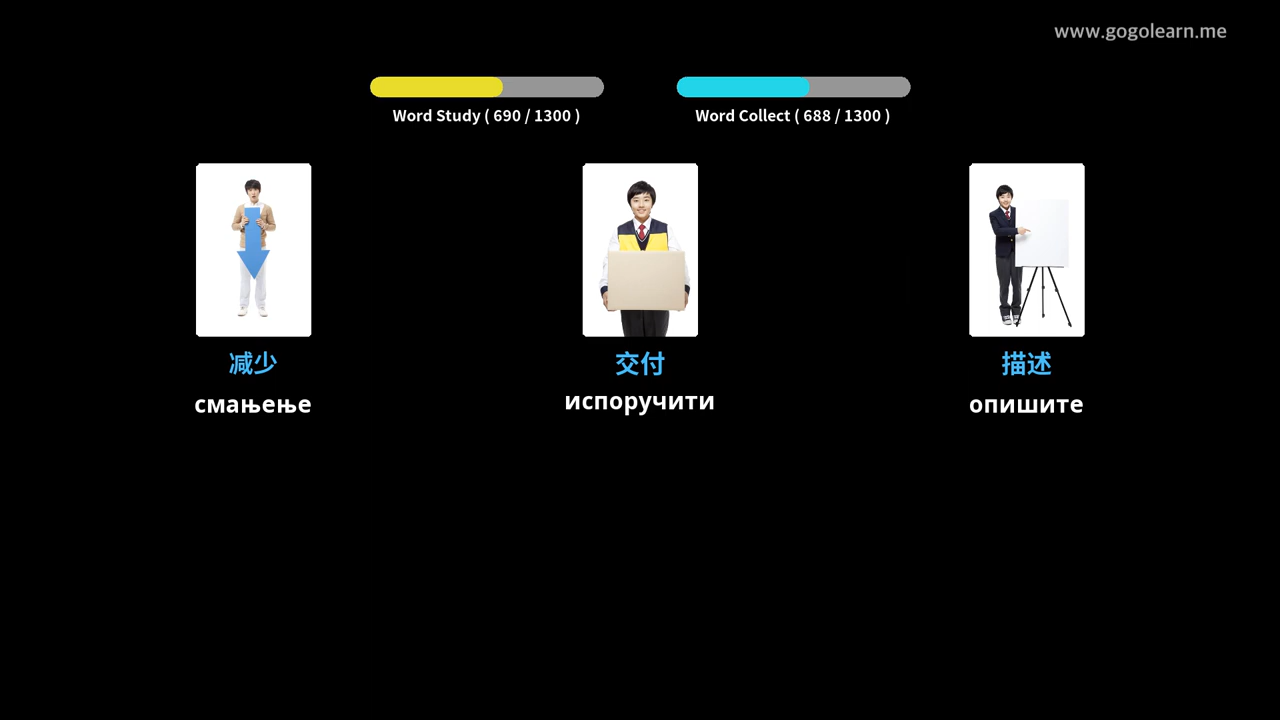 www.gogolearn.me
Word Study ( 690 / 1300 )
Word Collect ( 688 / 1300 )
减少
交付
描述
смањење
испоручити
опишите